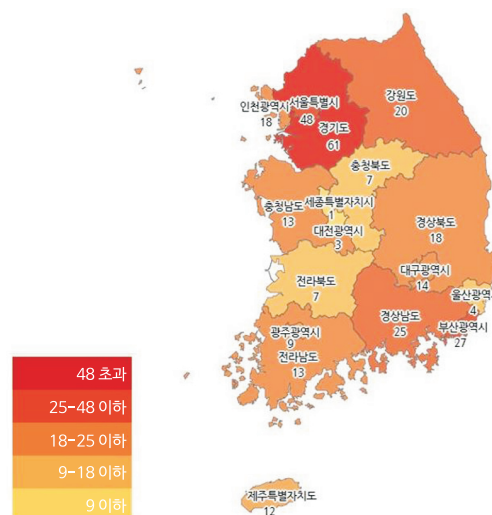 강원도
20
인천광역시
18
서울특별시
48
경기도
61
충청북도
7
충청남도
13
세종특별자치시
1
대전광역시
3
경상북도
18
대구광역시
14
전라북도
7
울산광역
4
경상남도
25
부산광역시
27
광주광역시
9
전라남도
13
제주특별자치도
12
48 초과
25-48 이하
18-25 이하
9-18 이하
9 이하